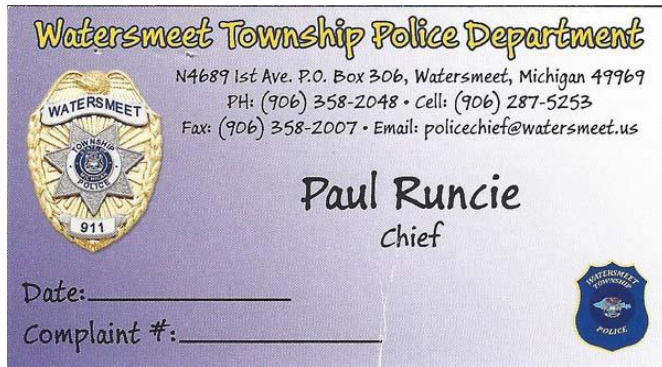 Watersmeet Township Police Department
N4689 1st Ave. P.O. Box 306, Watersmeet, Michigan 49969
PH: (906) 358-2048 • Cell: (906) 287-5253
Fax: (906) 358-2007 • Email: policechief@watersmeet.us
WATERSMEET
TOWNSHIP
POLICE
911
Paul Runcie
Chief
Date:
Complaint #:
WATERSMEET
TOWNSHIP
POLICE